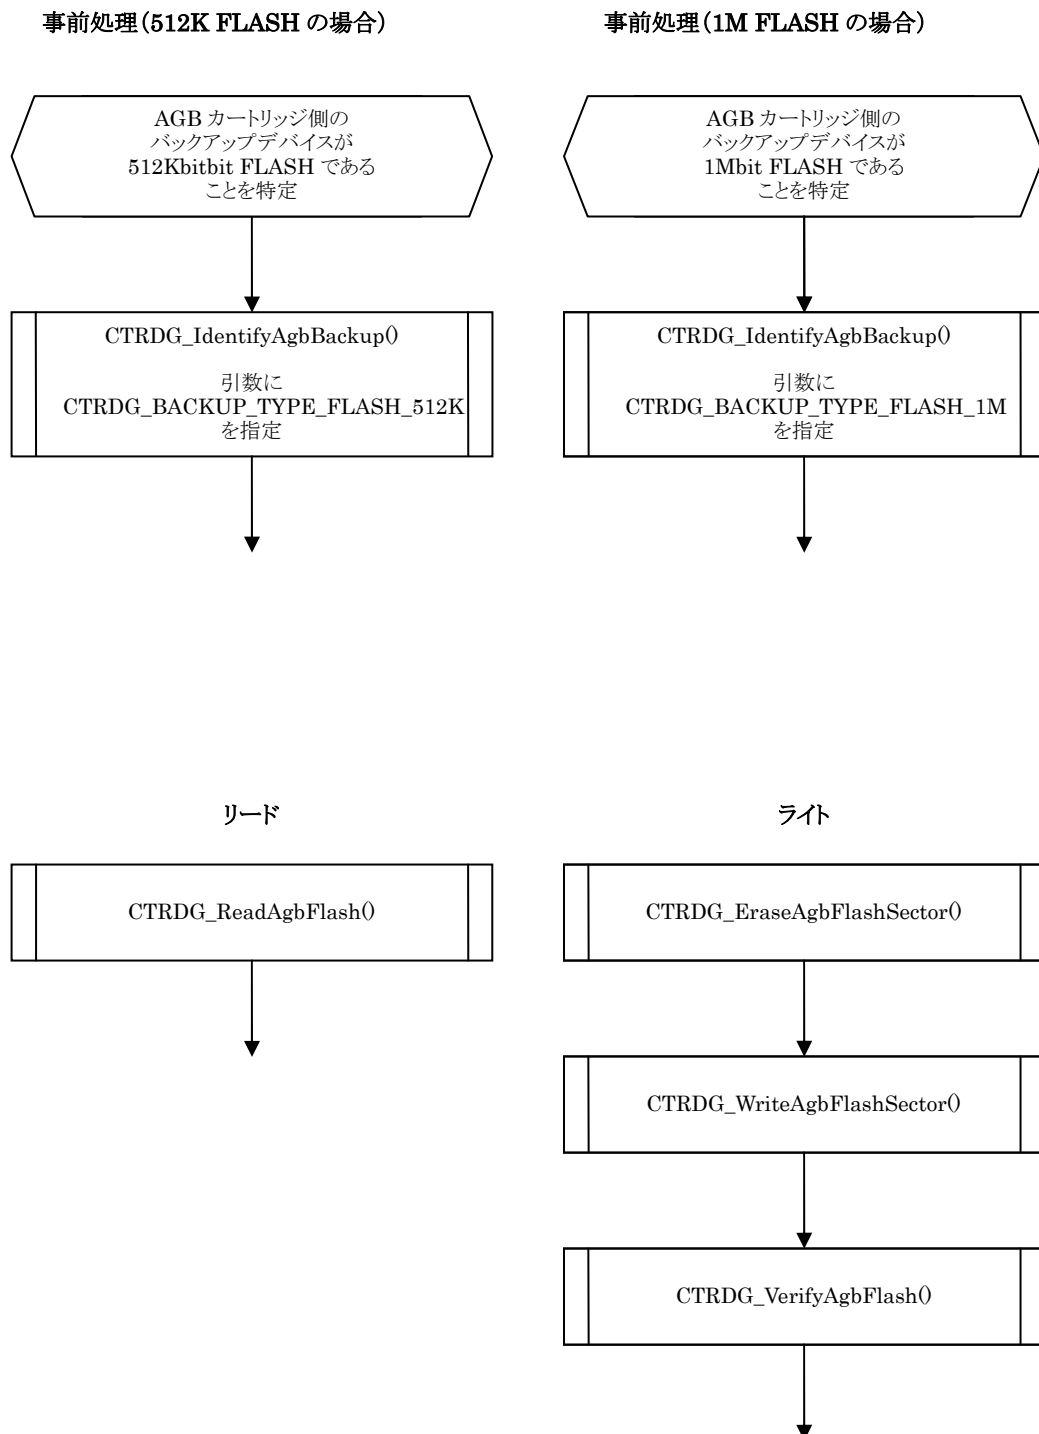 事前処理(512K FLASH の場合)
AGB カートリッジ側の
バックアップデバイスが
512Kbitbit FLASH である
ことを特定
CTRDG_IdentifyAgbBackup()
引数に
CTRDG_BACKUP_TYPE_FLASH_512K
を指定
事前処理(1M FLASH の場合)
AGB カートリッジ側の
バックアップデバイスが
1Mbit FLASH である
ことを特定
CTRDG_IdentifyAgbBackup()
引数に
CTRDG_BACKUP_TYPE_FLASH_1M
を指定
リード
CTRDG_ReadAgbFlash()
ライト
CTRDG_EraseAgbFlashSector()
CTRDG_WriteAgbFlashSector()
CTRDG_VerifyAgbFlash()